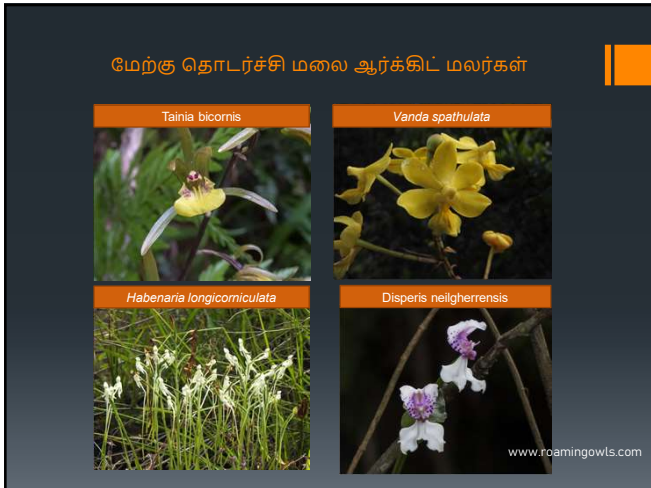 மேற்கு தொடர்ச்சி மலை ஆர்க்கிட் மலர்கள்
Tainia bicornis
Vanda spathulata
Habenaria longicorniculata
Disperis neilgherrensis
www.roamingowls.com